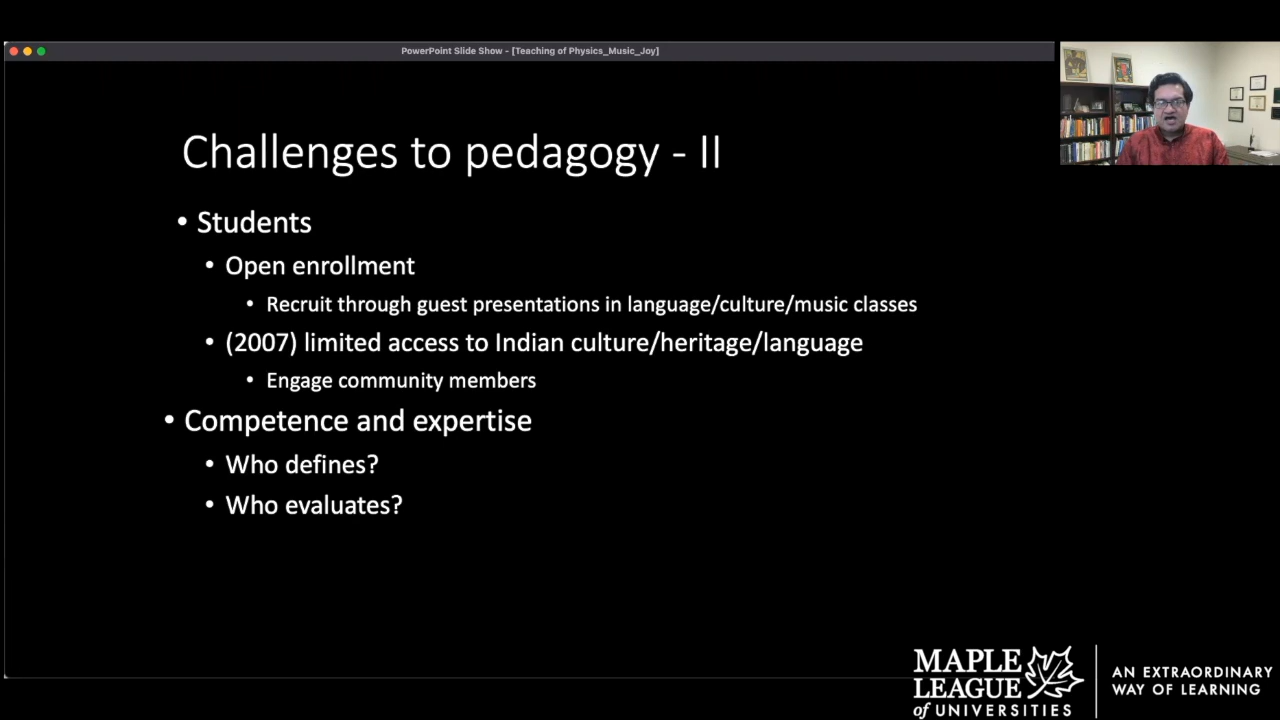 PowerPoint Slide Show - [Teaching of Physics_Music_Joy]
Challenges to pedagogy - II
• Students
• Open enrollment
• Recruit through guest presentations in language/culture/music classes
• (2007) limited access to Indian culture/heritage/language
• Engage community members
• Competence and expertise
• Who defines?
• Who evaluates?
MAPLE
LEAGUE
of UNIVERSITIES
AN EXTRAORDINARY
WAY OF LEARNING